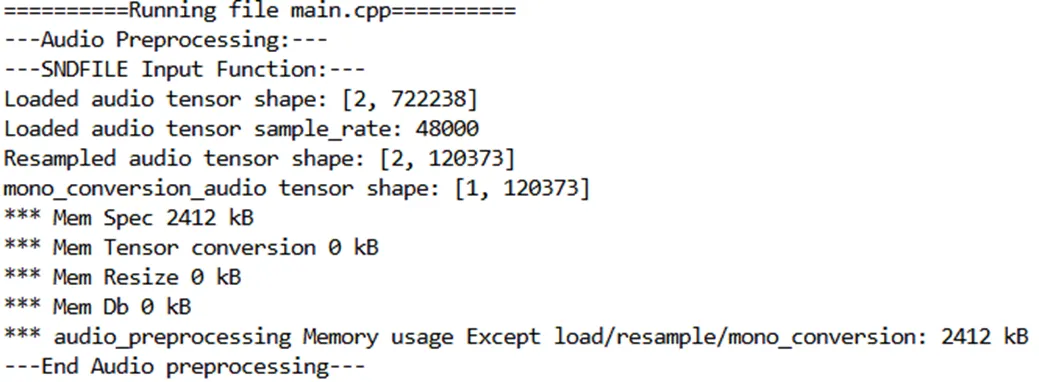 ==========Running file main.cpp==========
---Audio Preprocessing:---
---SNDFILE Input Function:---
Loaded audio tensor shape: [2, 722238]
Loaded audio tensor sample_rate: 48000
Resampled audio tensor shape: [2, 120373]
mono_conversion_audio tensor shape: [1, 120373]
*** Mem Spec 2412 kB
*** Mem Tensor conversion 0 kB
*** Mem Resize 0 kB
*** Mem Db 0 kB
*** audio_preprocessing Memory usage Except load/resample/mono_conversion: 2412 kB
---End Audio preprocessing---